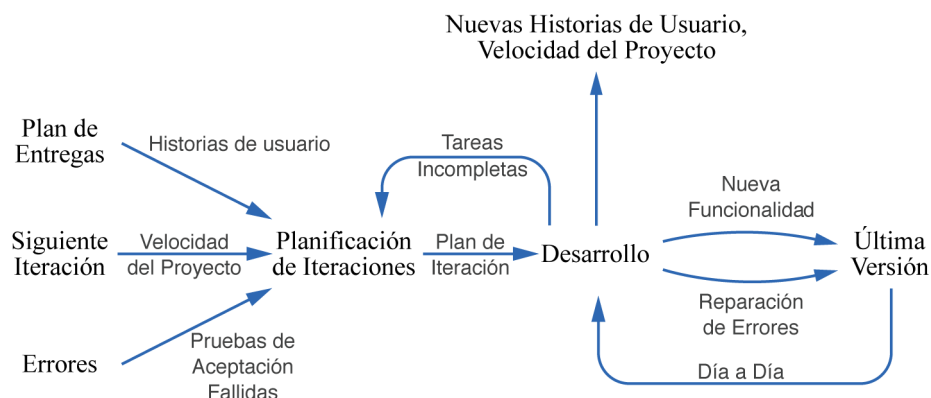 Nuevas Historias de Usuario,
Velocidad del Proyecto
Plan de
Entregas
Historias de usuario
Tareas
Incompletas
Nueva
Funcionalidad
Siguiente
Iteración
Velocidad
del Proyecto
Planificación
de Iteraciones
Plan de
Iteración
Desarrollo
Última
Versión
Reparación
de Errores
Errores
Pruebas de
Aceptación
Fallidas
Día a Día